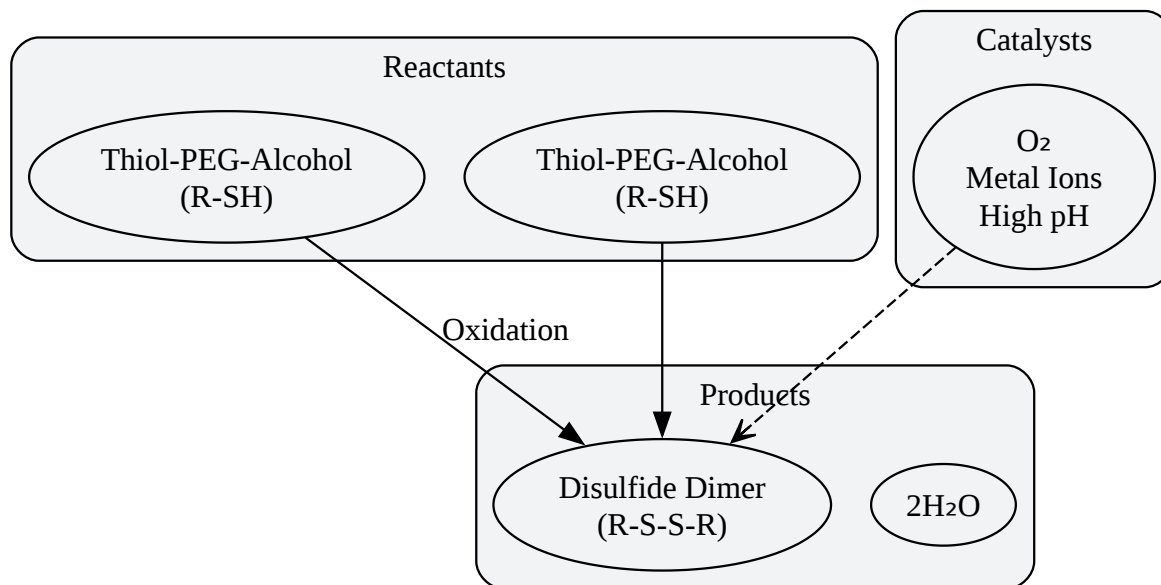 Reactants
Catalysts
Thiol-PEG-Alcohol
(R-SH)
Thiol-PEG-Alcohol
(R-SH)
O₂
Metal Ions
High pH
Oxidation
Products
Disulfide Dimer
(R-S-S-R)
2H₂O